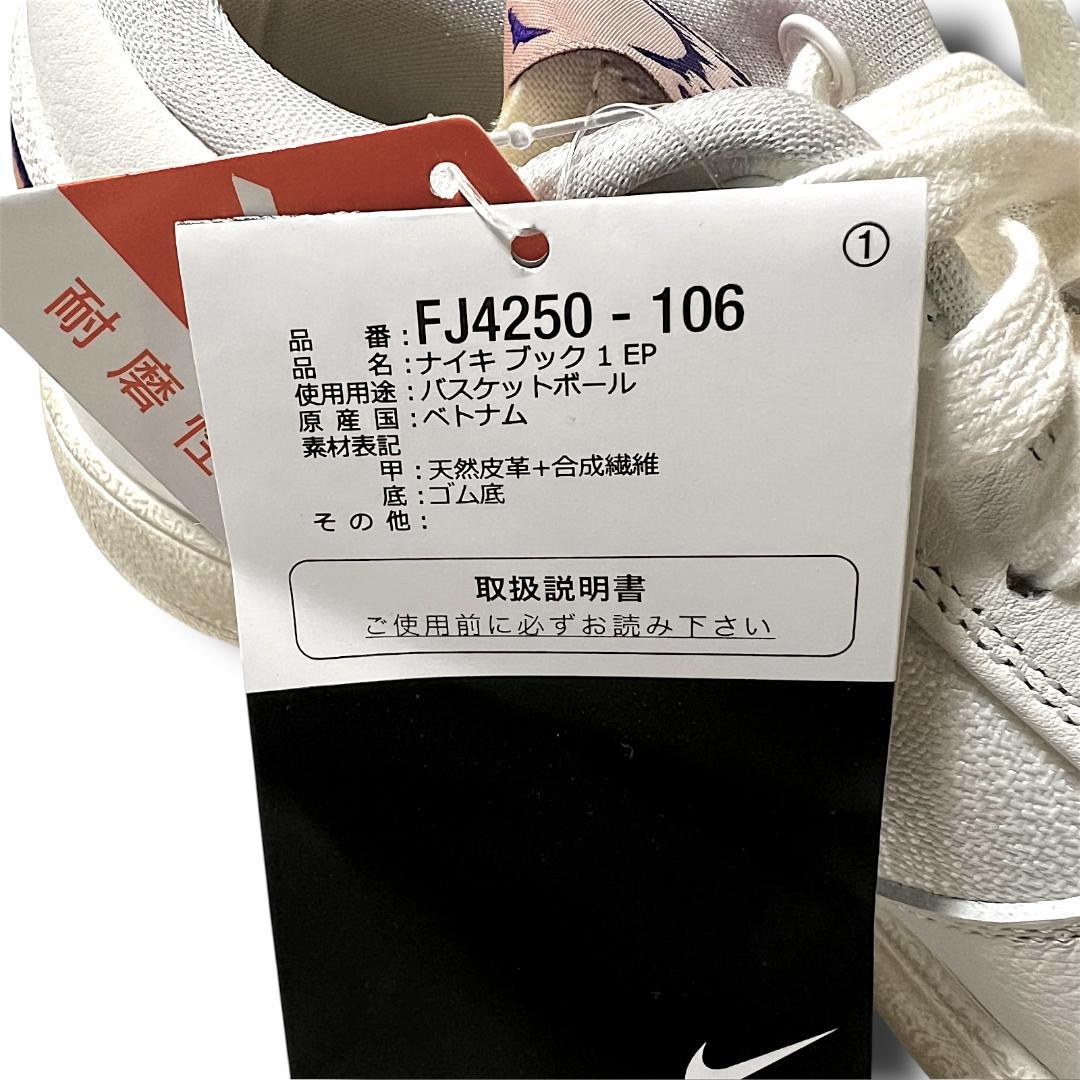 ①
品 番:FJ4250 - 106
品 名:ナイキ ブック 1 EP
使用用途:バスケットボール
原 産 国:ベトナム
素材表記
甲:天然皮革+合成繊維
底:ゴム底
そ の 他:
取扱説明書
ご使用前に必ずお読み下さい
耐磨性